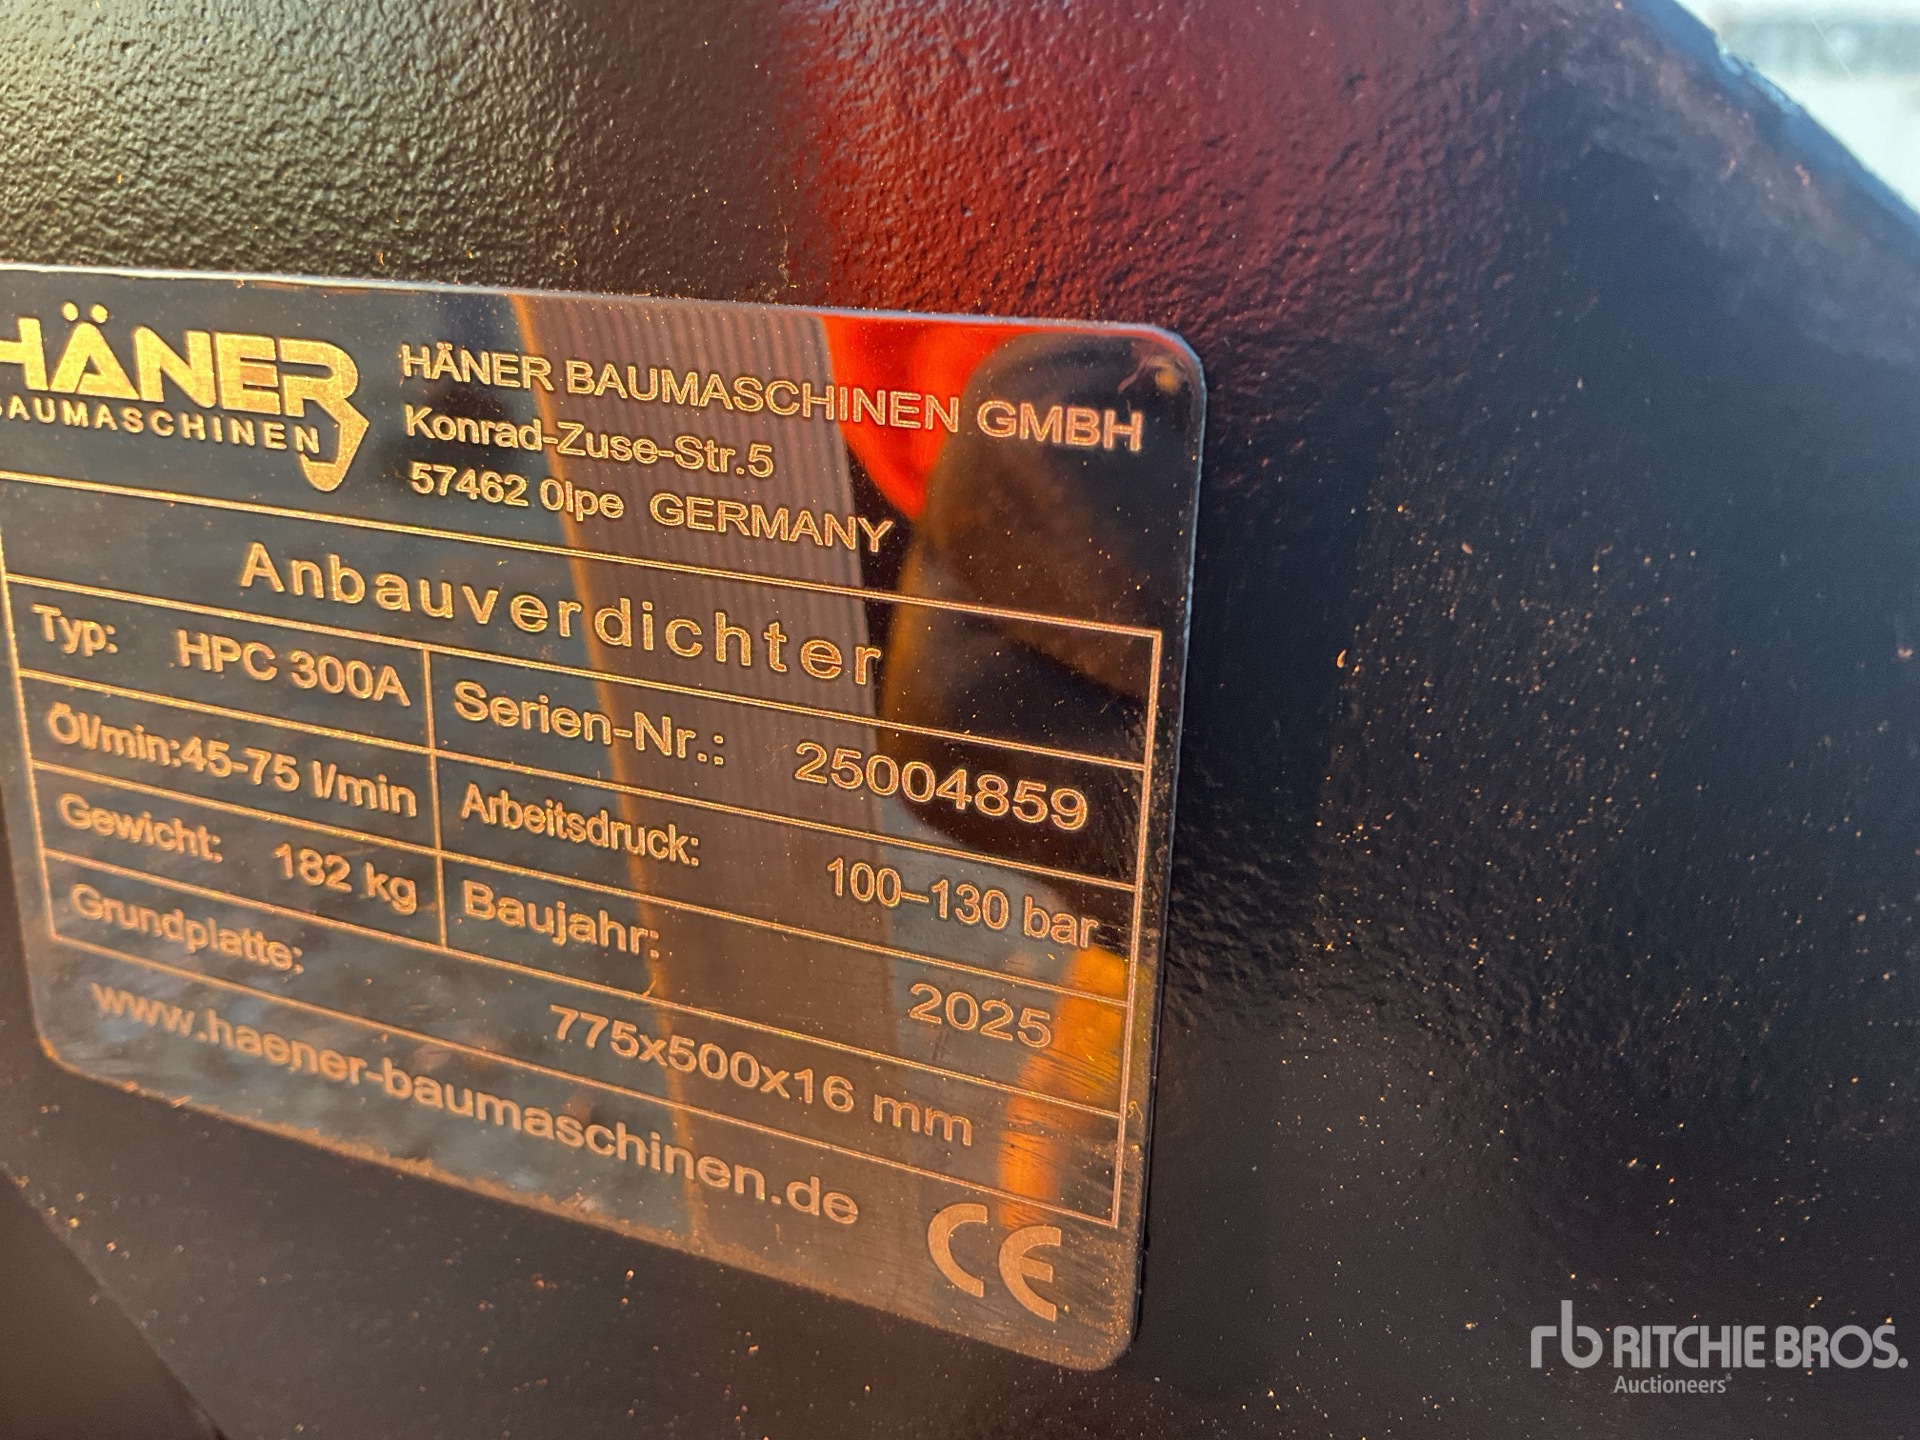 HÄNER
BAUMASCHINEN
HÄNER BAUMASCHINEN GMBH
Konrad-Zuse-Str.5
57462 Olpe GERMANY
Anbauverdichter
Typ: HPC 300A Serien-Nr.: 25004859
Öl/min:45-75 l/min Arbeitsdruck: 100-130 bar
Gewicht: 182 kg Baujahr: 2025
Grundplatte: 775x500x16 mm
www.haener-baumaschinen.de
CE
rb RITCHIE BROS.
Auctioneers®